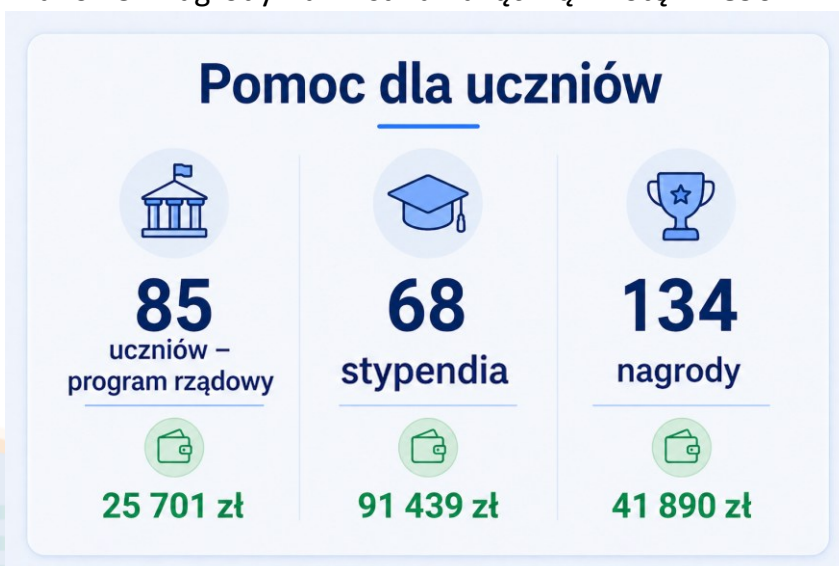 Pomoc dla uczniów
85
uczniów –
program rządowy
25 701 zł
68
stypendia
91 439 zł
134
nagrody
41 890 zł